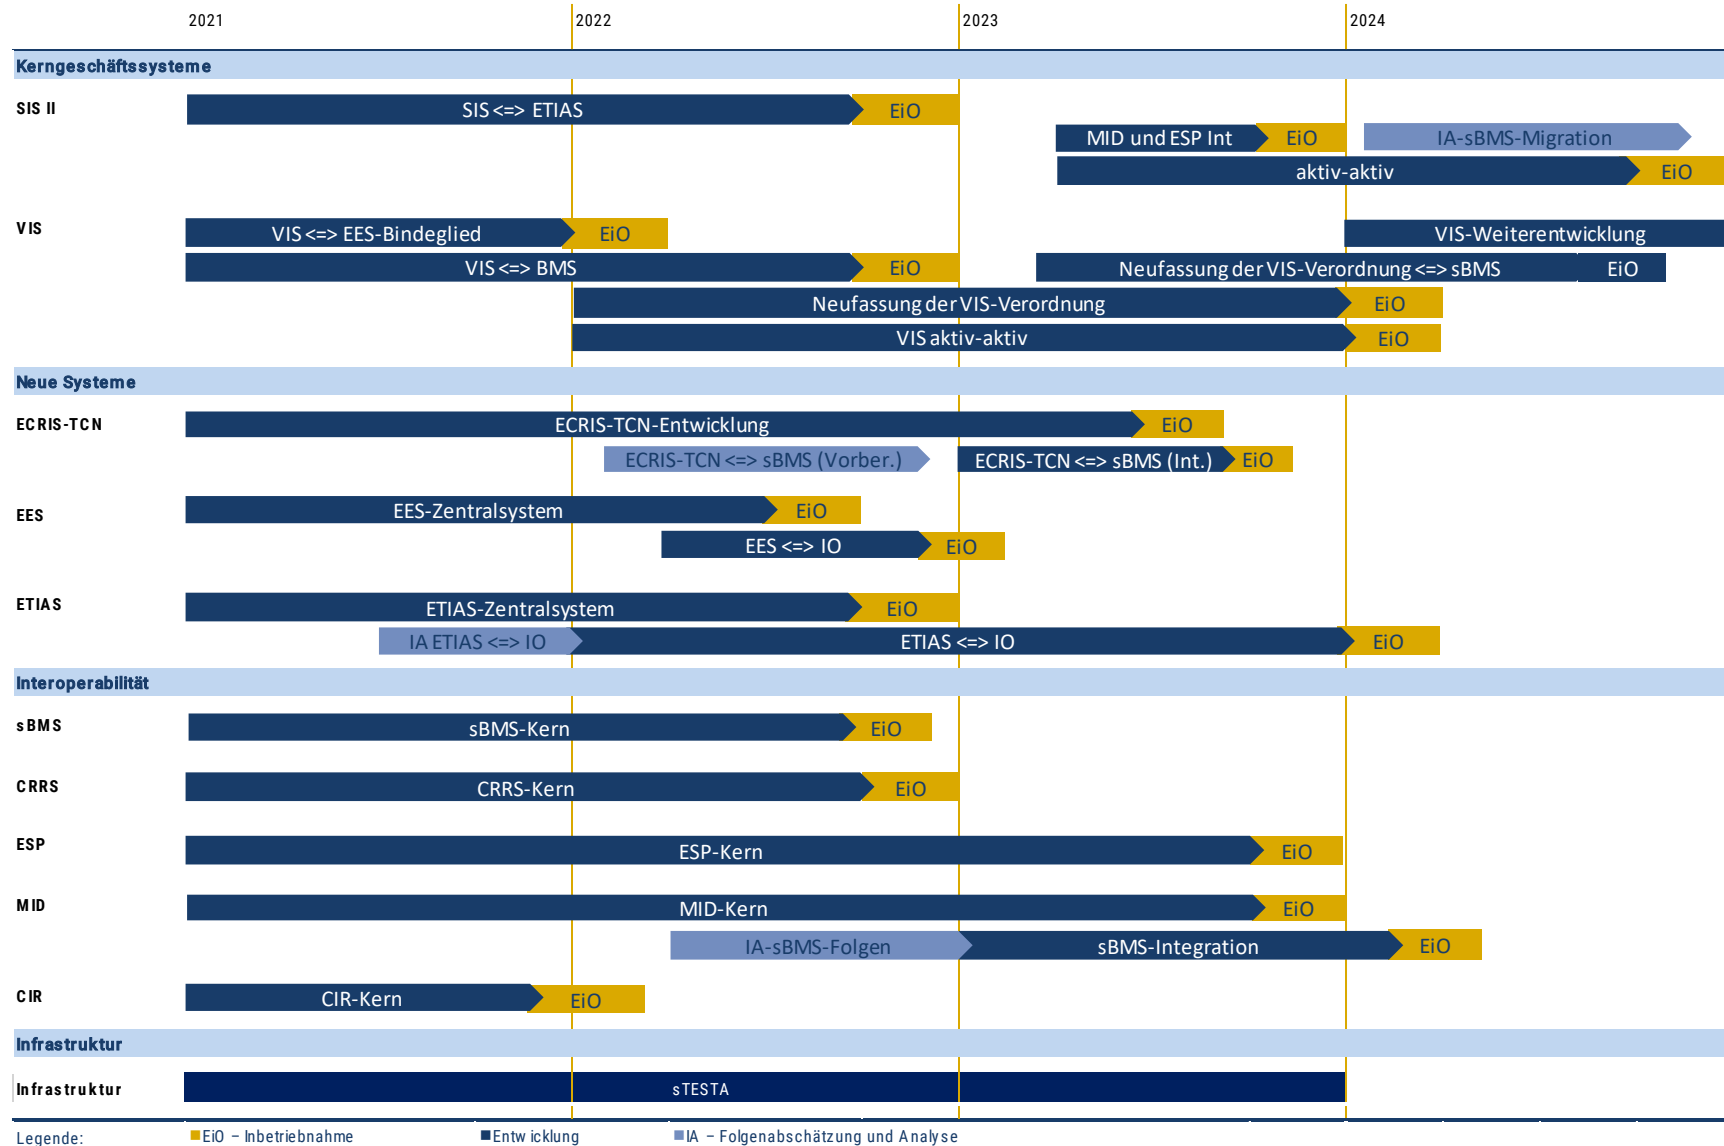 2021 2022 2023 2024
Kerngeschäftssysteme
SIS II SIS <=> ETIAS EiO
MID und ESP Int EiO IA-sBMS-Migration
aktiv-aktiv EiO
VIS VIS <=> EES-Bindeglied EiO VIS-Weiterentwicklung
VIS <=> BMS EiO Neufassung der VIS-Verordnung <=> sBMS EiO
Neufassung der VIS-Verordnung EiO
VIS aktiv-aktiv EiO
Neue Systeme
ECRIS-TCN ECRIS-TCN-Entwicklung EiO
ECRIS-TCN <=> sBMS (Vorber.) ECRIS-TCN <=> sBMS (Int.) EiO
EES EES-Zentralsystem EiO
EES <=> IO EiO
ETIAS ETIAS-Zentralsystem EiO
IA ETIAS <=> IO ETIAS <=> IO EiO
Interoperabilität
sBMS sBMS-Kern EiO
CRRS CRRS-Kern EiO
ESP ESP-Kern EiO
MID MID-Kern EiO
IA-sBMS-Folgen sBMS-Integration EiO
CIR CIR-Kern EiO
Infrastruktur
Infrastruktur sTESTA
Legende: EiO – Inbetriebnahme Entwicklung IA – Folgenabschätzung und Analyse